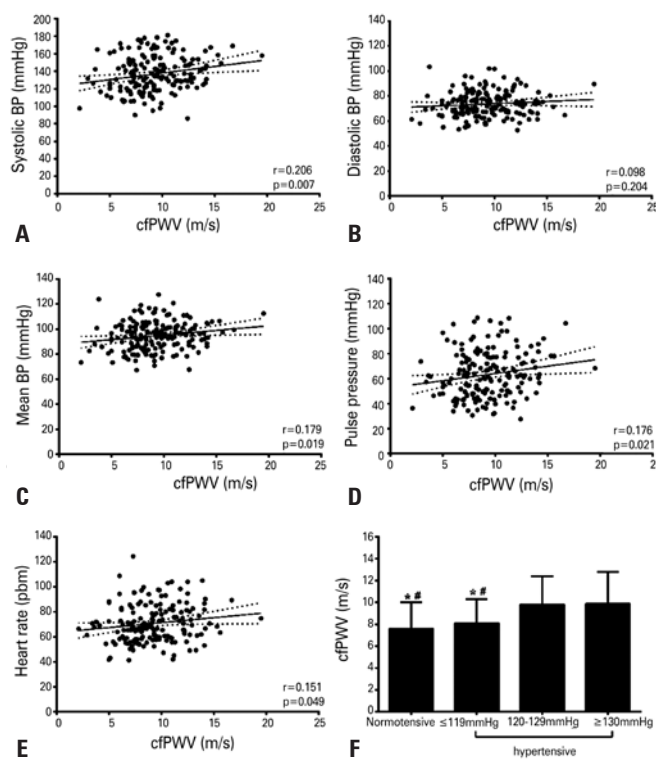 200
180
160
140
120
100
80
60
40
20
0
Systolic BP (mmHg)
0 5 10 15 20 25
cfPWV (m/s)
r=0.206
p=0.007
A
140
120
100
80
60
40
20
0
Diastolic BP (mmHg)
0 5 10 15 20 25
cfPWV (m/s)
r=0.098
p=0.204
B
140
120
100
80
60
40
20
0
Mean BP (mmHg)
0 5 10 15 20 25
cfPWV (m/s)
r=0.179
p=0.019
C
140
120
100
80
60
40
20
0
Pulse pressure (mmHg)
0 5 10 15 20 2
cfPWV (m/s)
r=0.176
p=0.021
D
140
120
100
80
60
40
20
0
Heart rate (pbm)
0 5 10 15 20 25
cfPWV (m/s)
r=0.151
p=0.049
E
16
14
12
10
8
6
4
2
0
cfPWV (m/s)
*# *#
Normotensive ≤119mmHg 120-129mmHg ≥130mmHg
hypertensive
F